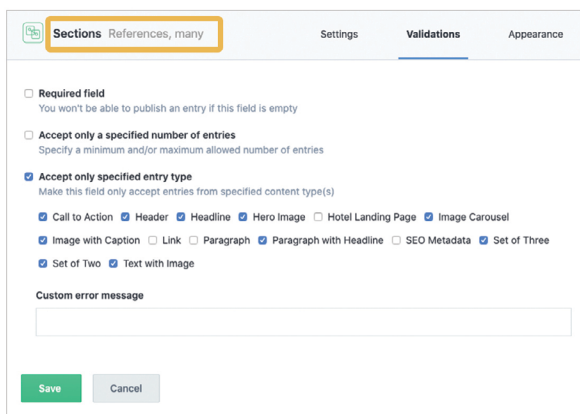 Sections References, many Settings Validations Appearance
Required field
You won't be able to publish an entry if this field is empty
Accept only a specified number of entries
Specify a minimum and/or maximum allowed number of entries
Accept only specified entry type
Make this field only accept entries from specified content type(s)
Call to Action Header Headline Hero Image Hotel Landing Page Image Carousel
Image with Caption Link Paragraph Paragraph with Headline SEO Metadata Set of Three
Set of Two Text with Image
Custom error message
Save Cancel